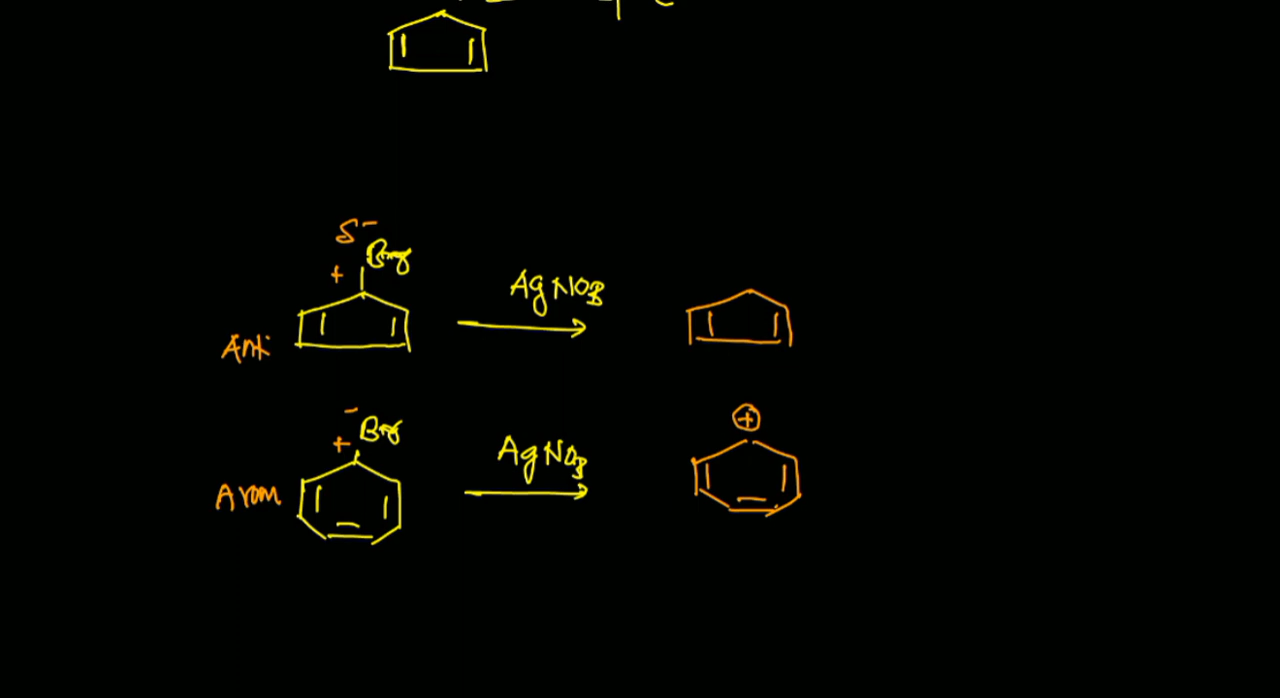 δ⁻
+ Br
AgNO3
Anti
⊕
-
+ Br
AgNO3
Arom